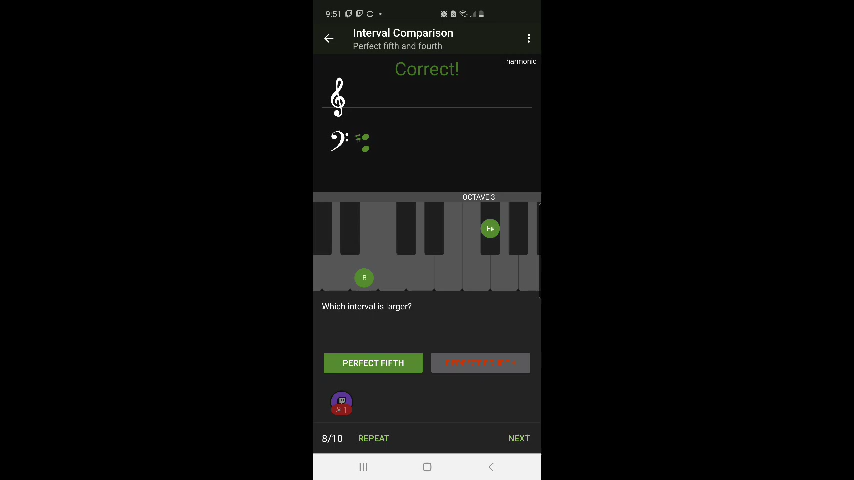 9:51
Interval Comparison
Perfect fifth and fourth
harmonic
Correct!
OCTAVE 3
Which interval is larger?
PERFECT FIFTH
8/10
REPEAT
NEXT